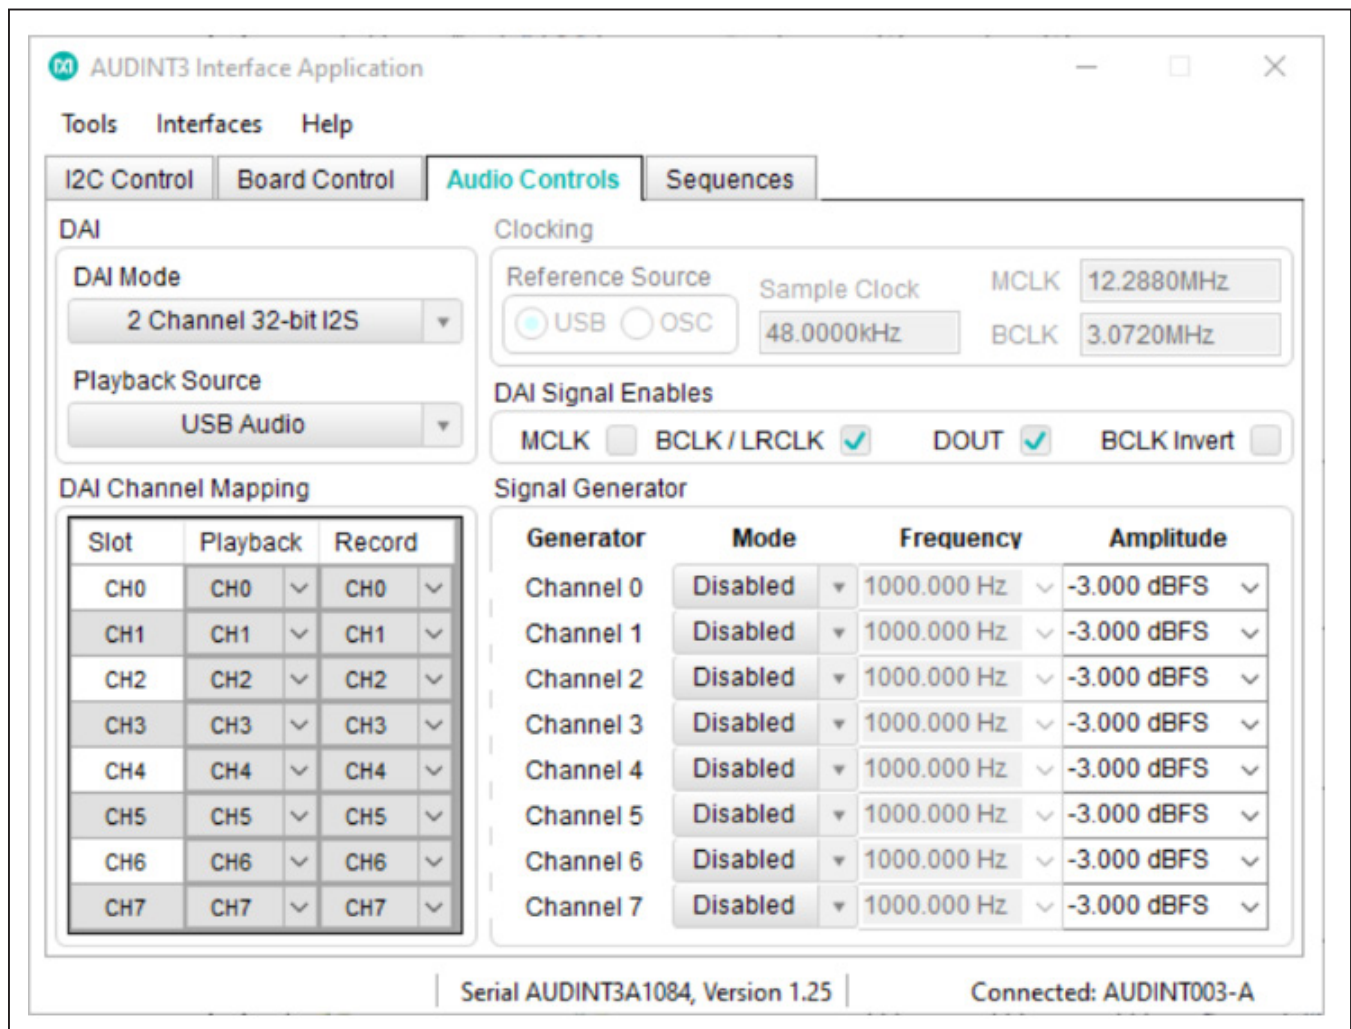 AUDINT3 Interface Application
Tools Interfaces Help
I2C Control Board Control Audio Controls Sequences
DAI
DAI Mode
2 Channel 32-bit I2S
Playback Source
USB Audio
Clocking
Reference Source
USB OSC
Sample Clock
48.0000kHz
MCLK 12.2880MHz
BCLK 3.0720MHz
DAI Signal Enables
MCLK BCLK / LRCLK DOUT BCLK Invert
DAI Channel Mapping
Slot Playback Record
CH0 CH0 CH0
CH1 CH1 CH1
CH2 CH2 CH2
CH3 CH3 CH3
CH4 CH4 CH4
CH5 CH5 CH5
CH6 CH6 CH6
CH7 CH7 CH7
Signal Generator
Generator Mode Frequency Amplitude
Channel 0 Disabled 1000.000 Hz -3.000 dBFS
Channel 1 Disabled 1000.000 Hz -3.000 dBFS
Channel 2 Disabled 1000.000 Hz -3.000 dBFS
Channel 3 Disabled 1000.000 Hz -3.000 dBFS
Channel 4 Disabled 1000.000 Hz -3.000 dBFS
Channel 5 Disabled 1000.000 Hz -3.000 dBFS
Channel 6 Disabled 1000.000 Hz -3.000 dBFS
Channel 7 Disabled 1000.000 Hz -3.000 dBFS
Serial AUDINT3A1084, Version 1.25 Connected: AUDINT003-A